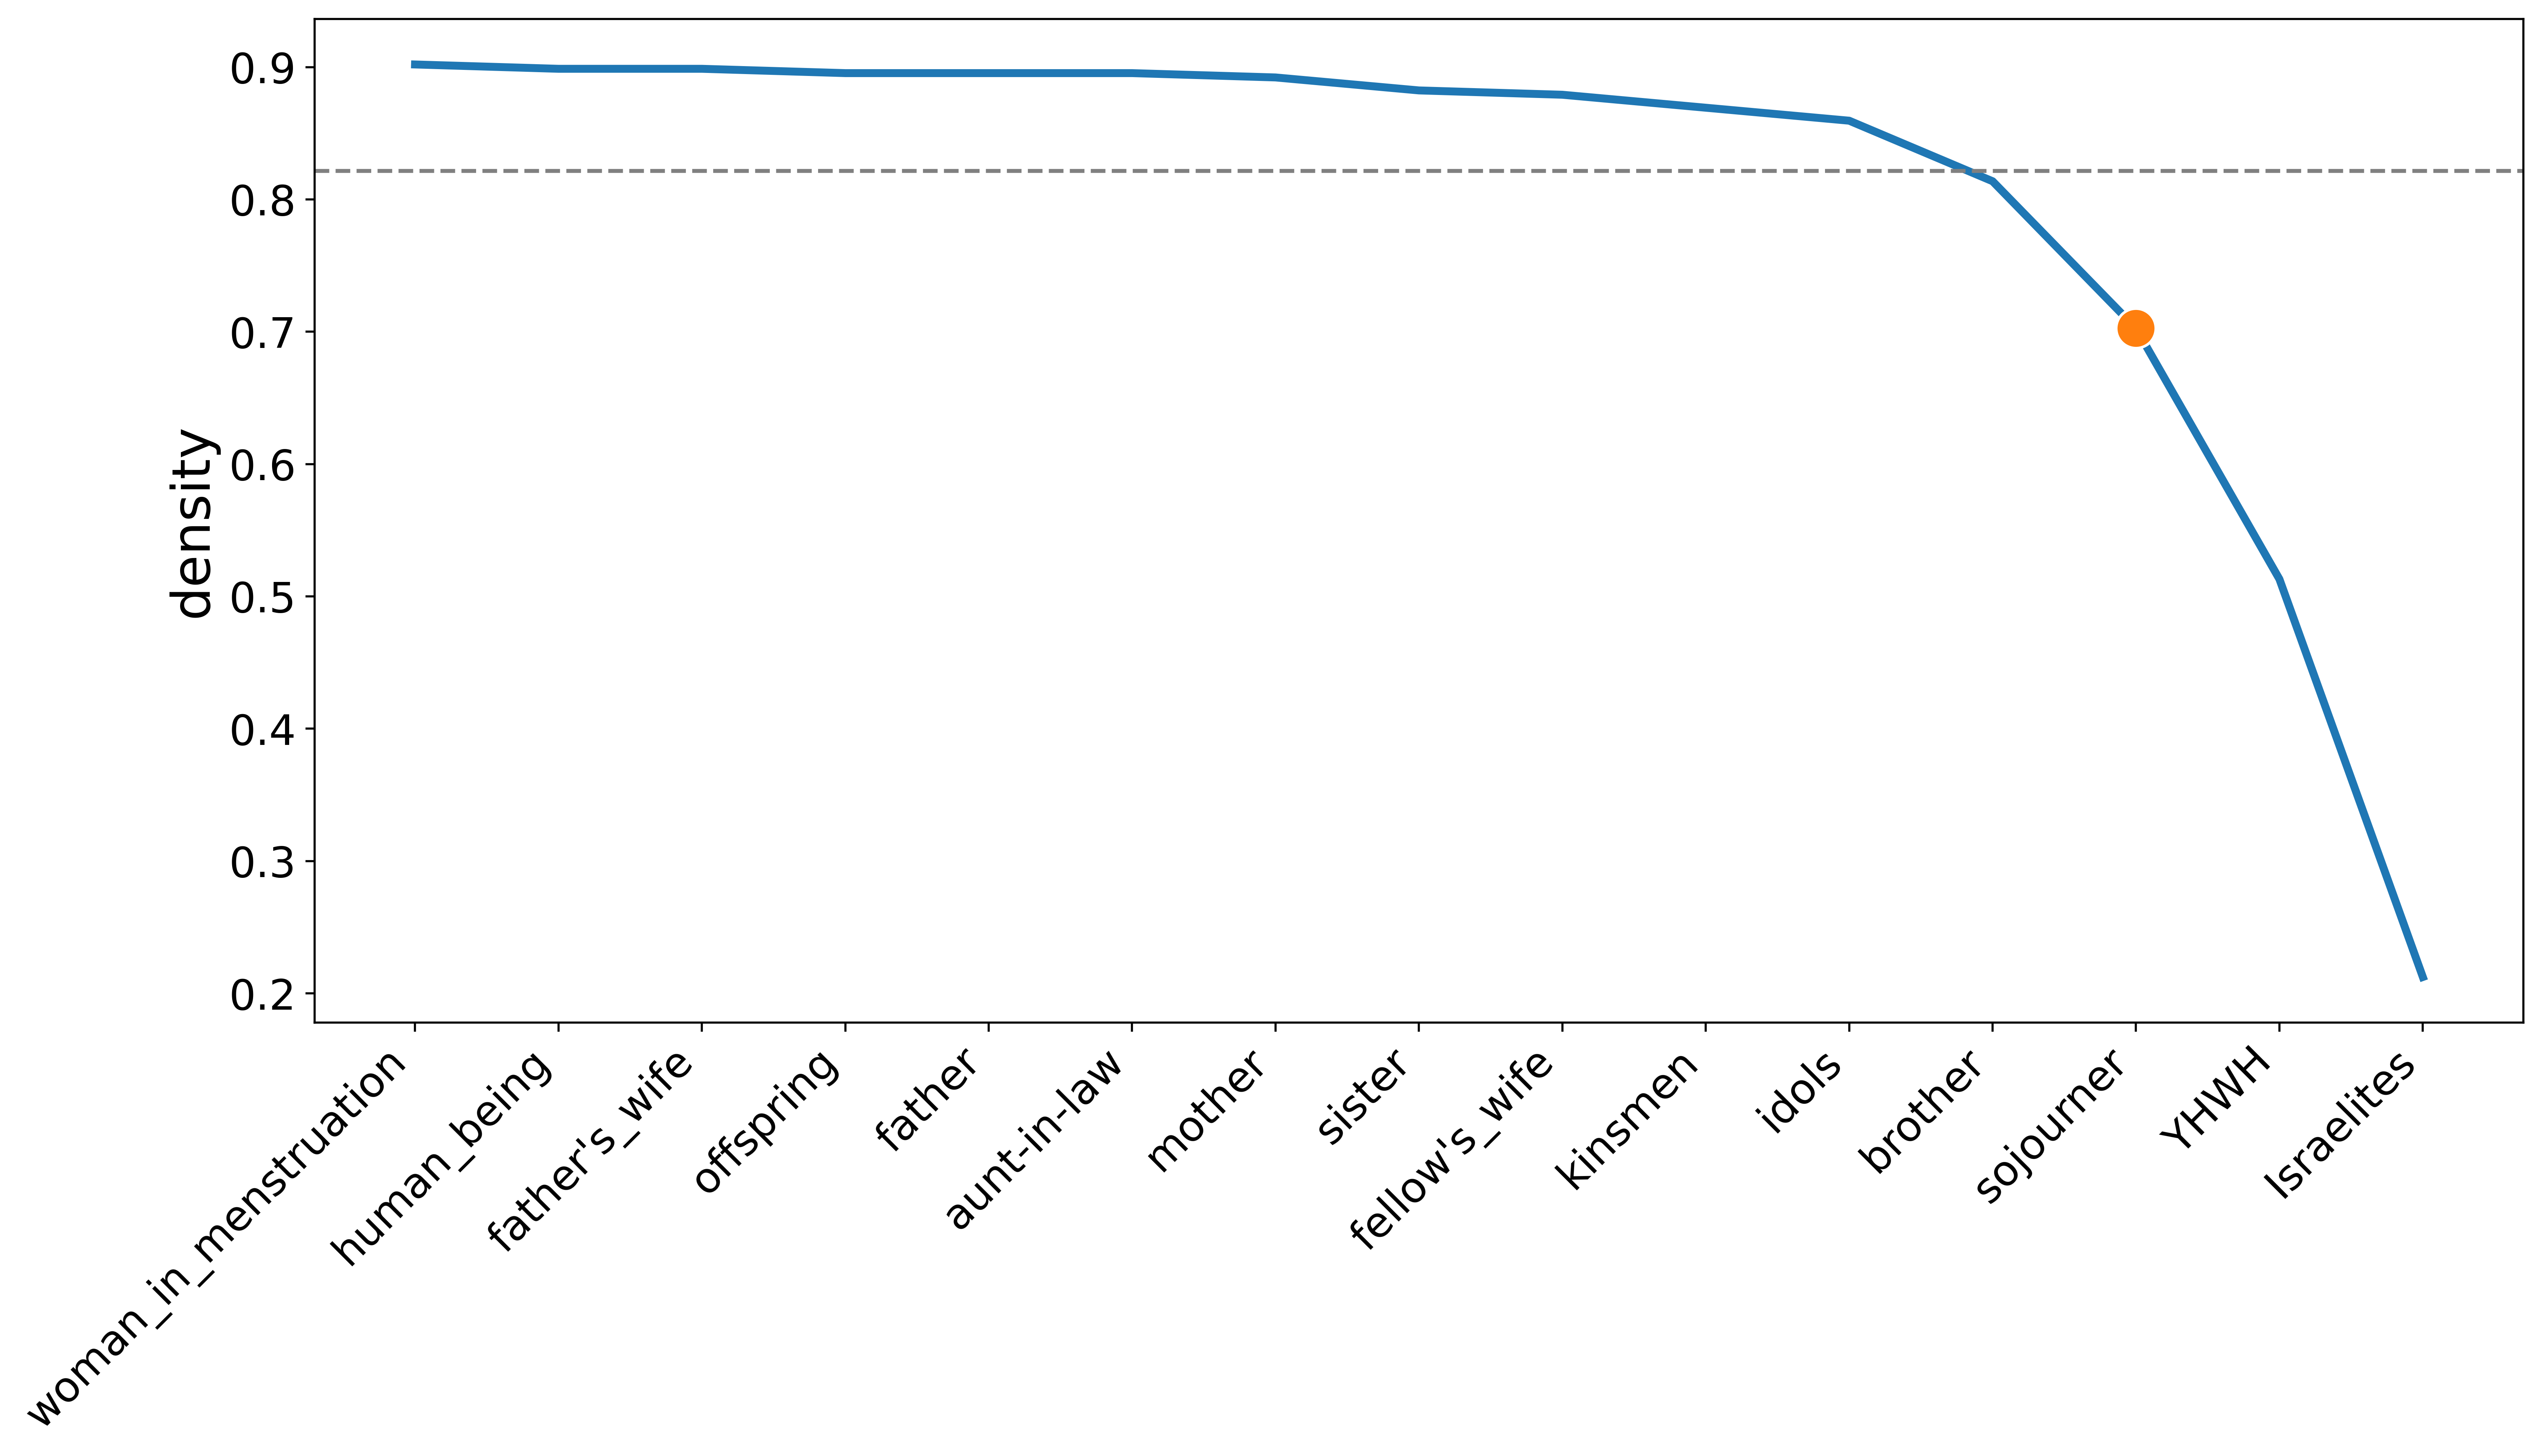 density
0.9
0.8
0.7
0.6
0.5
0.4
0.3
0.2
woman_in_menstruation
human_being
father's_wife
offspring
father
aunt-in-law
mother
sister
fellow's_wife
kinsmen
idols
brother
sojourner
YHWH
Israelites